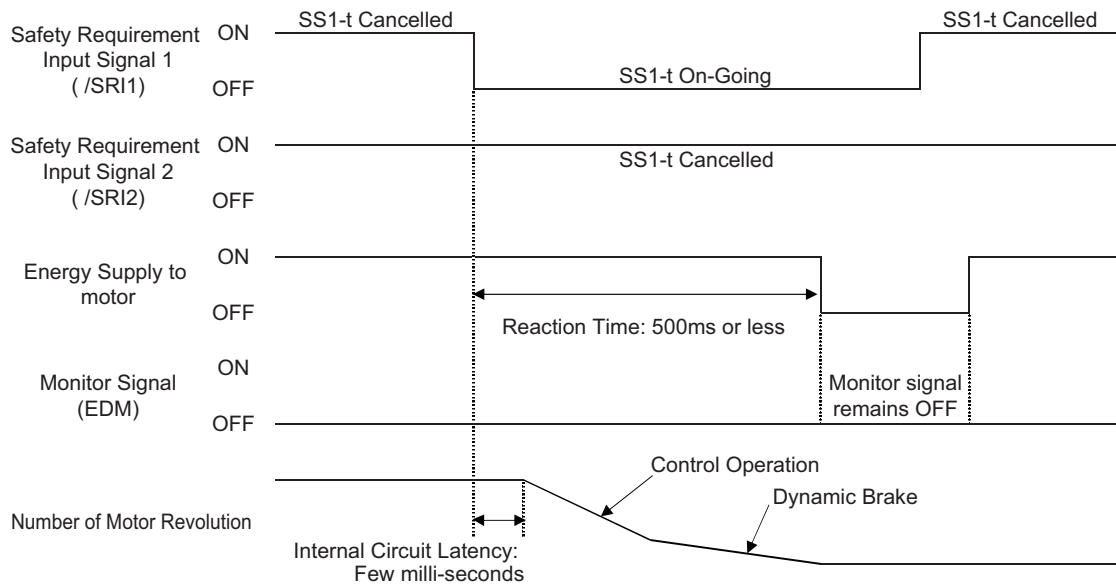 SS1-t Cancelled
SS1-t Cancelled
Safety Requirement
Input Signal 1
( /SRI1)
ON
OFF
SS1-t On-Going
Safety Requirement
Input Signal 2
( /SRI2)
ON
OFF
SS1-t Cancelled
Energy Supply to
motor
ON
OFF
Reaction Time: 500ms or less
Monitor Signal
(EDM)
ON
OFF
Monitor signal
remains OFF
Control Operation
Dynamic Brake
Number of Motor Revolution
Internal Circuit Latency:
Few milli-seconds